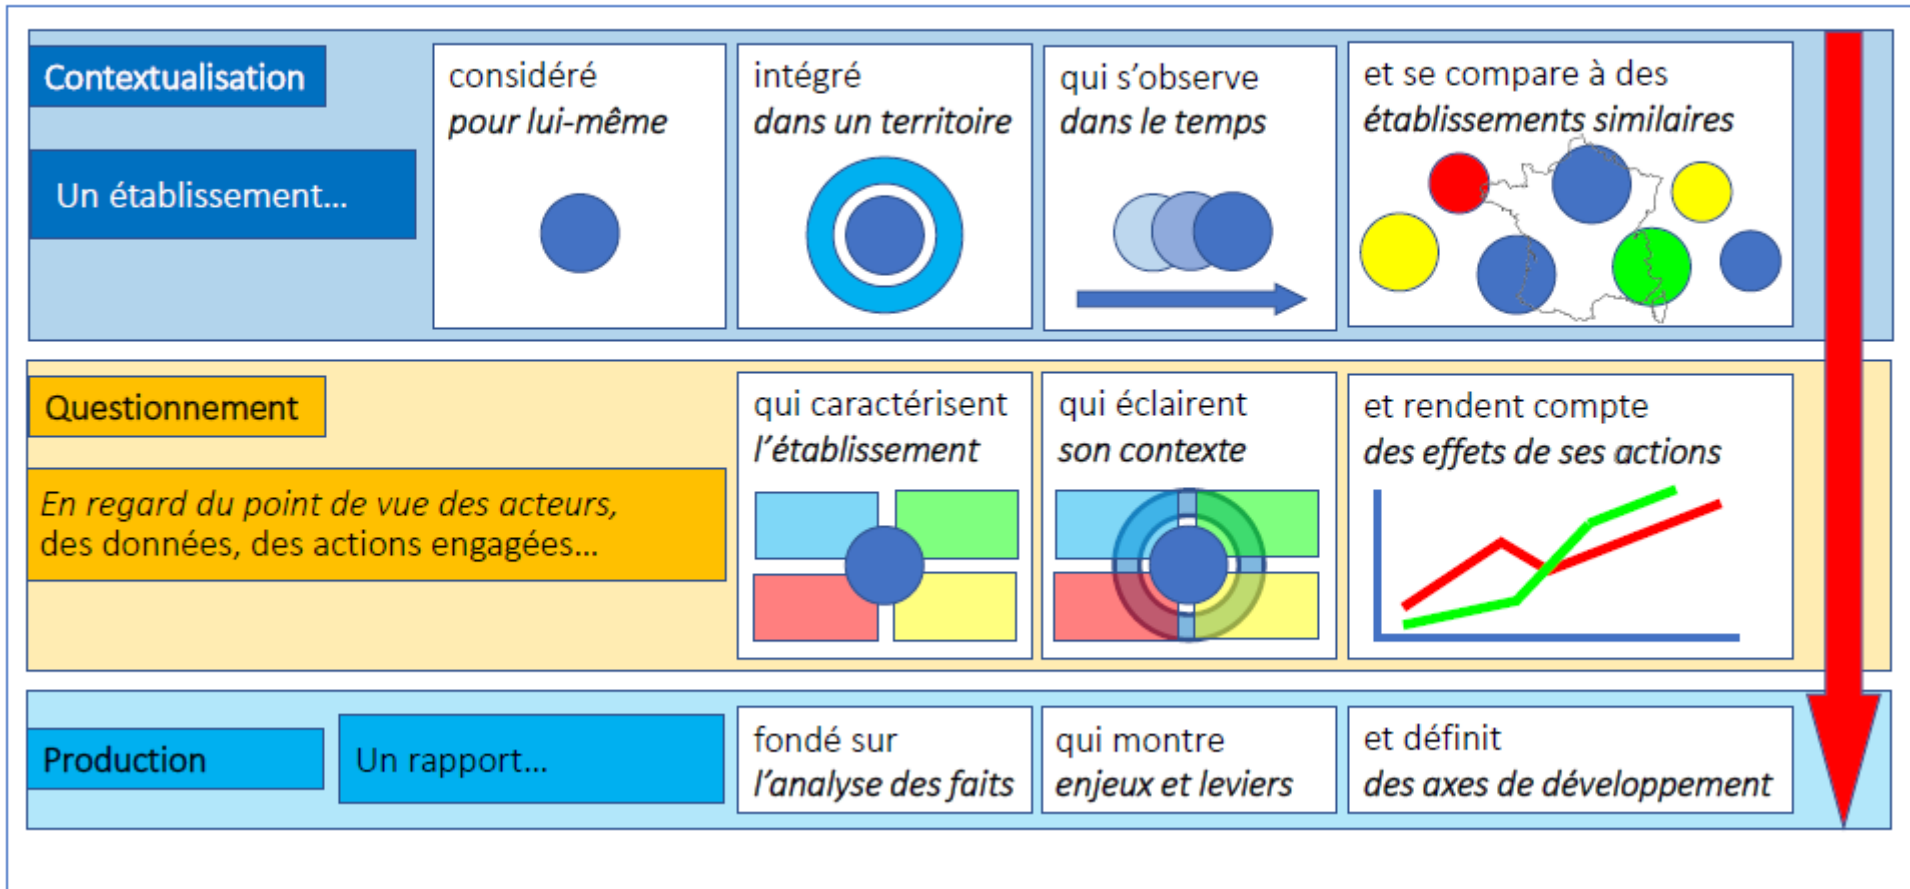 Contextualisation
Un établissement...
considéré
pour lui-même
intégré
dans un territoire
qui s'observe
dans le temps
et se compare à des
établissements similaires
Questionnement
En regard du point de vue des acteurs,
des données, des actions engagées...
qui caractérisent
l'établissement
qui éclairent
son contexte
et rendent compte
des effets de ses actions
Production
Un rapport...
fondé sur
l'analyse des faits
qui montre
enjeux et leviers
et définit
des axes de développement